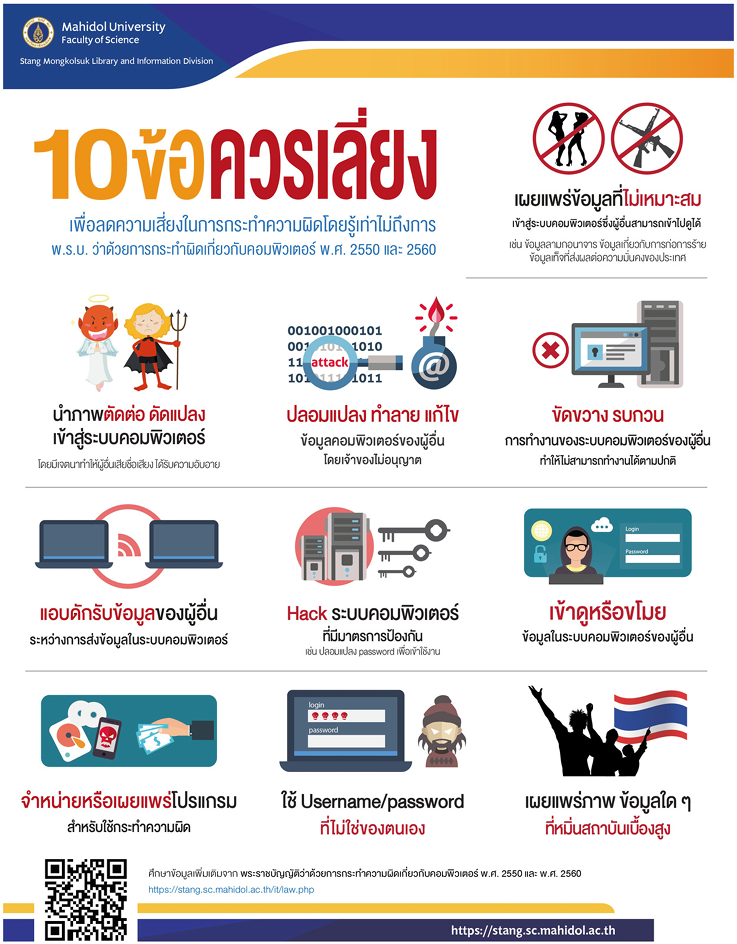 Mahidol University
Faculty of Science
Stang Mongkolsuk Library and Information Division
10ข้อควรเลี่ยง
เพื่อลดความเสี่ยงในการกระทำความผิดโดยรู้เท่าไม่ถึงการ
พ.ร.บ. ว่าด้วยการกระทำผิดเกี่ยวกับคอมพิวเตอร์ พ.ศ. 2550 และ 2560
เผยแพร่ข้อมูลที่ไม่เหมาะสม
เข้าสู่ระบบคอมพิวเตอร์ซึ่งผู้อื่นสามารถเข้าไปดูได้
เช่น ข้อมูลลามกอนาจาร ข้อมูลเกี่ยวกับการก่อการร้าย
ข้อมูลเท็จที่ส่งผลต่อความมั่นคงของประเทศ
นำภาพตัดต่อ ดัดแปลง
เข้าสู่ระบบคอมพิวเตอร์
โดยมีเจตนาทำให้ผู้อื่นเสียชื่อเสียง ได้รับความอับอาย
001001000101
attack
@
ปลอมแปลง ทำลาย แก้ไข
ข้อมูลคอมพิวเตอร์ของผู้อื่น
โดยเจ้าของไม่อนุญาต
ขัดขวาง รบกวน
การทำงานของระบบคอมพิวเตอร์ของผู้อื่น
ทำให้ไม่สามารถทำงานได้ตามปกติ
แอบดักรับข้อมูลของผู้อื่น
ระหว่างการส่งข้อมูลในระบบคอมพิวเตอร์
Hack ระบบคอมพิวเตอร์
ที่มีมาตรการป้องกัน
เช่น ปลอมแปลง password เพื่อเข้าใช้งาน
Login
Password
เข้าดูหรือขโมย
ข้อมูลในระบบคอมพิวเตอร์ของผู้อื่น
จำหน่ายหรือเผยแพร่โปรแกรม
สำหรับใช้กระทำความผิด
login
password
ใช้ Username/password
ที่ไม่ใช่ของตนเอง
เผยแพร่ภาพ ข้อมูลใด ๆ
ที่หมิ่นสถาบันเบื้องสูง
ศึกษาข้อมูลเพิ่มเติมจาก พระราชบัญญัติว่าด้วยการกระทำความผิดเกี่ยวกับคอมพิวเตอร์ พ.ศ. 2550 และ พ.ศ. 2560
https://stang.sc.mahidol.ac.th/it/law.php
https://stang.sc.mahidol.ac.th